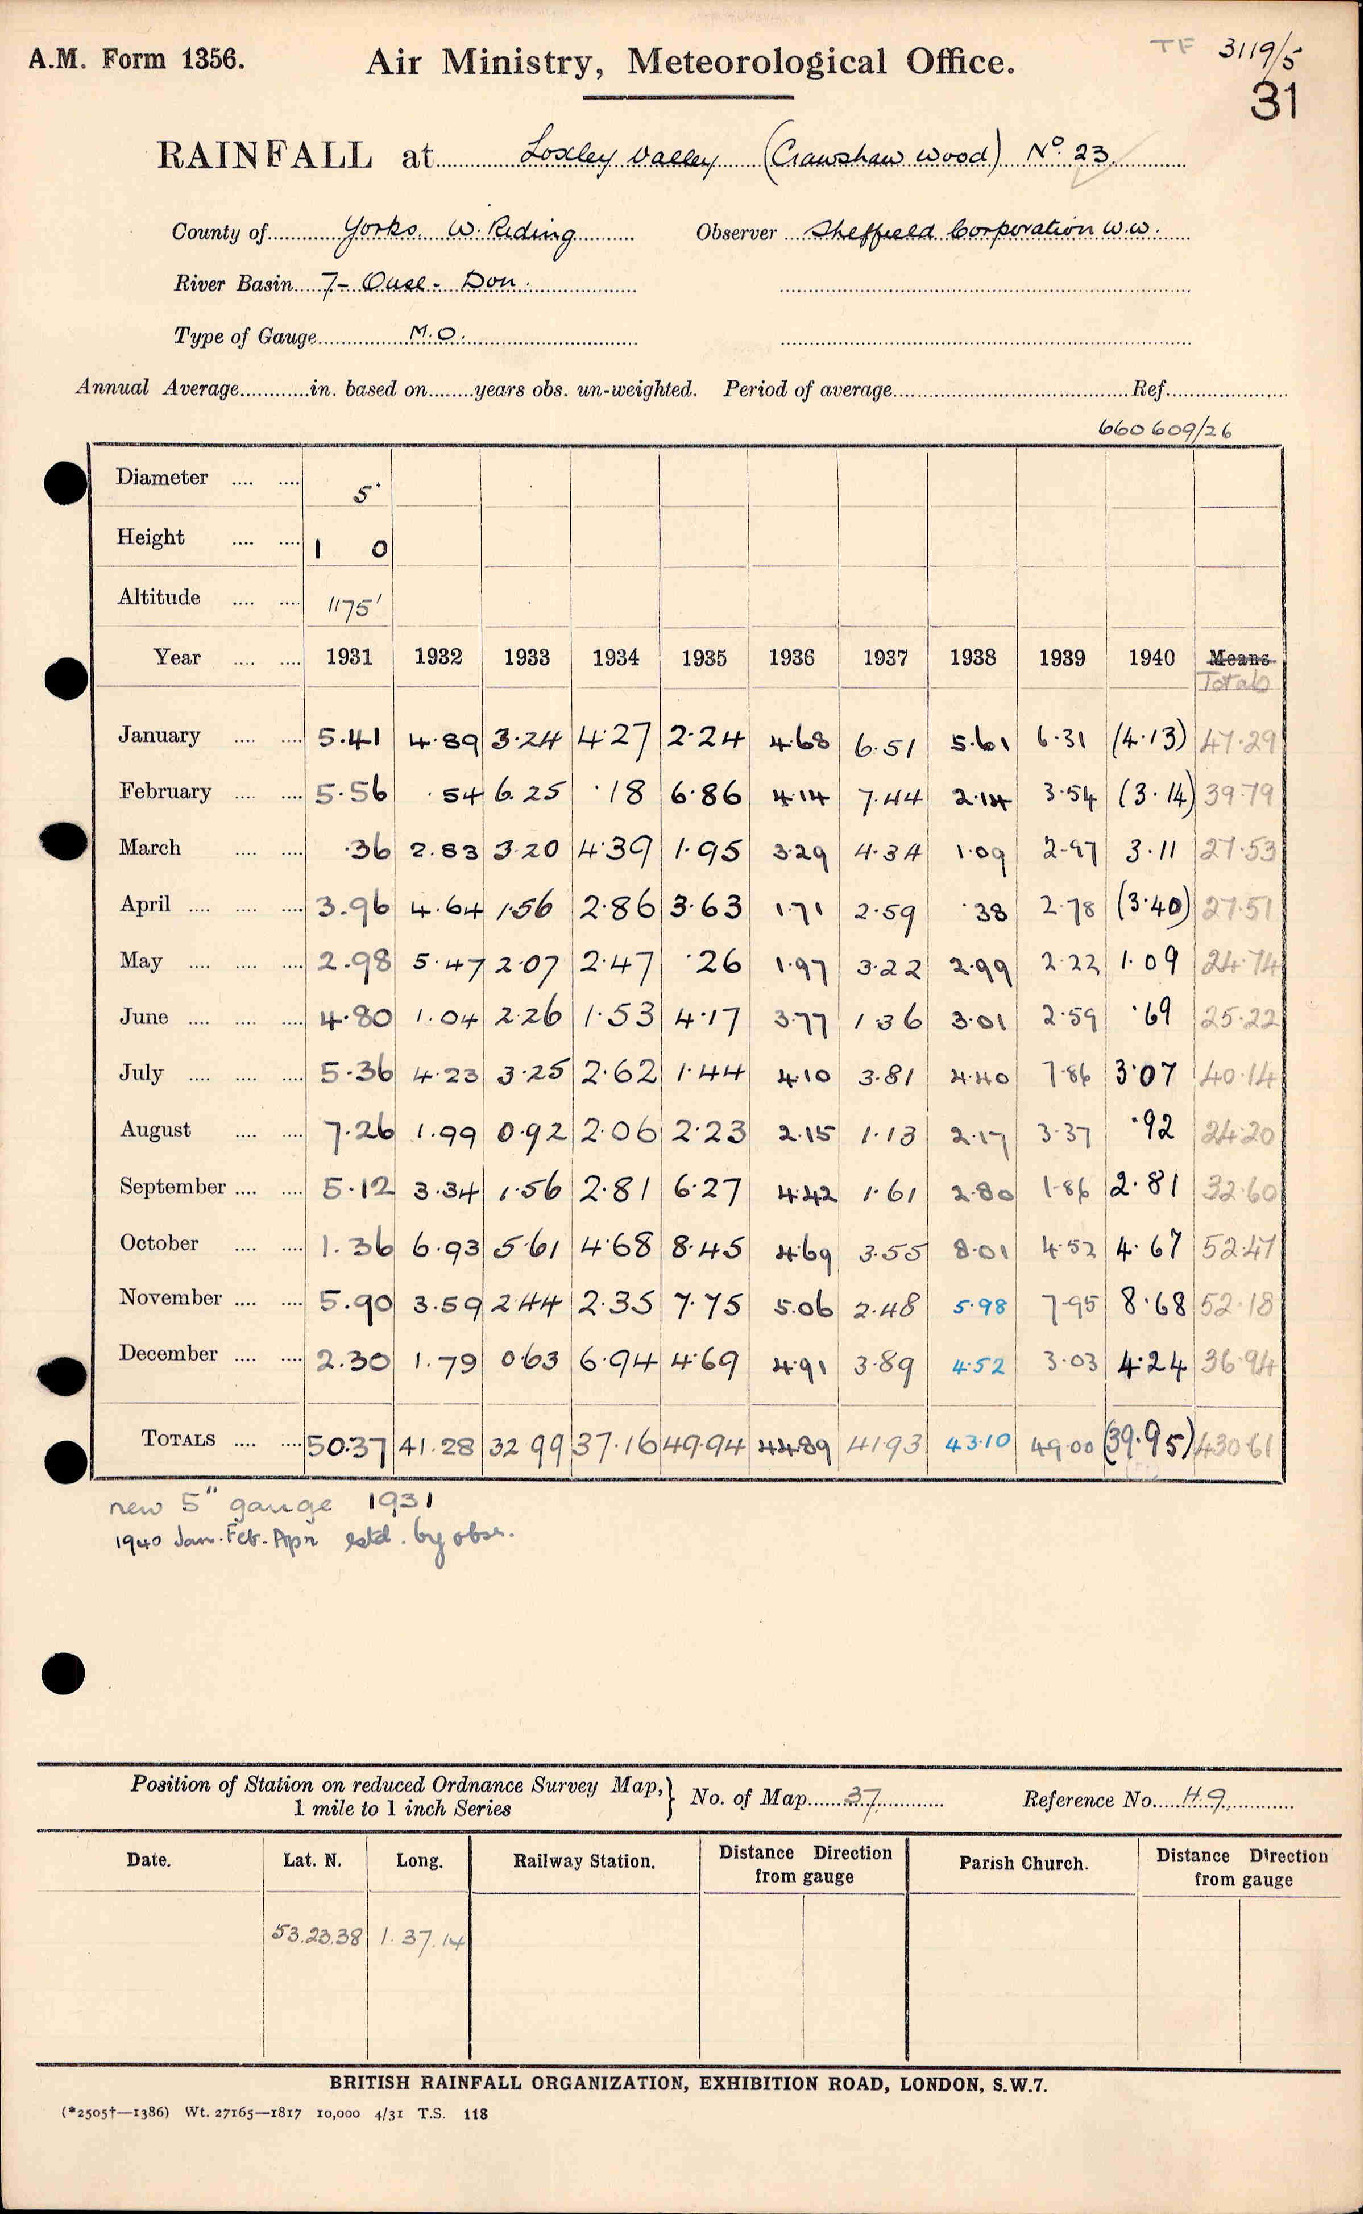 TF 3119/5
A.M. Form 1356. Air Ministry, Meteorological Office.
31
RAINFALL at Loxley Valley (Crawshaw Wood) No. 23
County of Yorks. W. Riding Observer Sheffield Corporation W.W.
River Basin 7- Ouse - Don.
Type of Gauge M.O.
Annual Average in. based on years obs. un-weighted. Period of average Ref.
660609/26
Diameter 5"
Height 1 0
Altitude 1175'
Year 1931 1932 1933 1934 1935 1936 1937 1938 1939 1940 Means
Totals
January 5.41 4.89 3.24 4.27 2.24 4.68 6.51 5.61 6.31 (4.13) 47.29
February 5.56 .54 6.25 .18 6.86 4.14 7.44 2.14 3.54 (3.14) 39.79
March .36 2.83 3.20 4.39 1.95 3.29 4.34 1.09 2.97 3.11 27.53
April 3.96 4.64 1.56 2.86 3.63 1.71 2.59 .38 2.78 (3.40) 27.51
May 2.98 5.47 2.07 2.47 .26 1.97 3.22 2.99 2.22 1.09 24.74
June 4.80 1.04 2.26 1.53 4.17 3.77 1.36 3.01 2.59 .69 25.22
July 5.36 4.23 3.25 2.62 1.44 4.10 3.81 4.40 7.86 3.07 40.14
August 7.26 1.99 0.92 2.06 2.23 2.15 1.13 2.17 3.37 .92 24.20
September 5.12 3.34 1.56 2.81 6.27 4.42 1.61 2.80 1.86 2.81 32.60
October 1.36 6.93 5.61 4.68 8.45 4.69 3.55 8.01 4.52 4.67 52.47
November 5.90 3.59 2.44 2.35 7.75 5.06 2.48 5.98 7.95 8.68 52.18
December 2.30 1.79 0.63 6.94 4.69 4.91 3.89 4.52 3.03 4.24 36.94
TOTALS 50.37 41.28 32.99 37.16 49.94 44.89 41.93 43.10 49.00 (39.95) 430.61
new 5" gauge 1931
1940 Jan. Feb. Apr estd. by obsr.
Position of Station on reduced Ordnance Survey Map, } No. of Map 37 Reference No. H.9.
1 mile to 1 inch Series
Date. Lat. N. Long. Railway Station. Distance Direction from gauge Parish Church. Distance Direction from gauge
53.23.38 1.37.14
BRITISH RAINFALL ORGANIZATION, EXHIBITION ROAD, LONDON, S.W.7.
(*2505†—1386) Wt. 27165—1817 10,000 4/31 T.S. 118